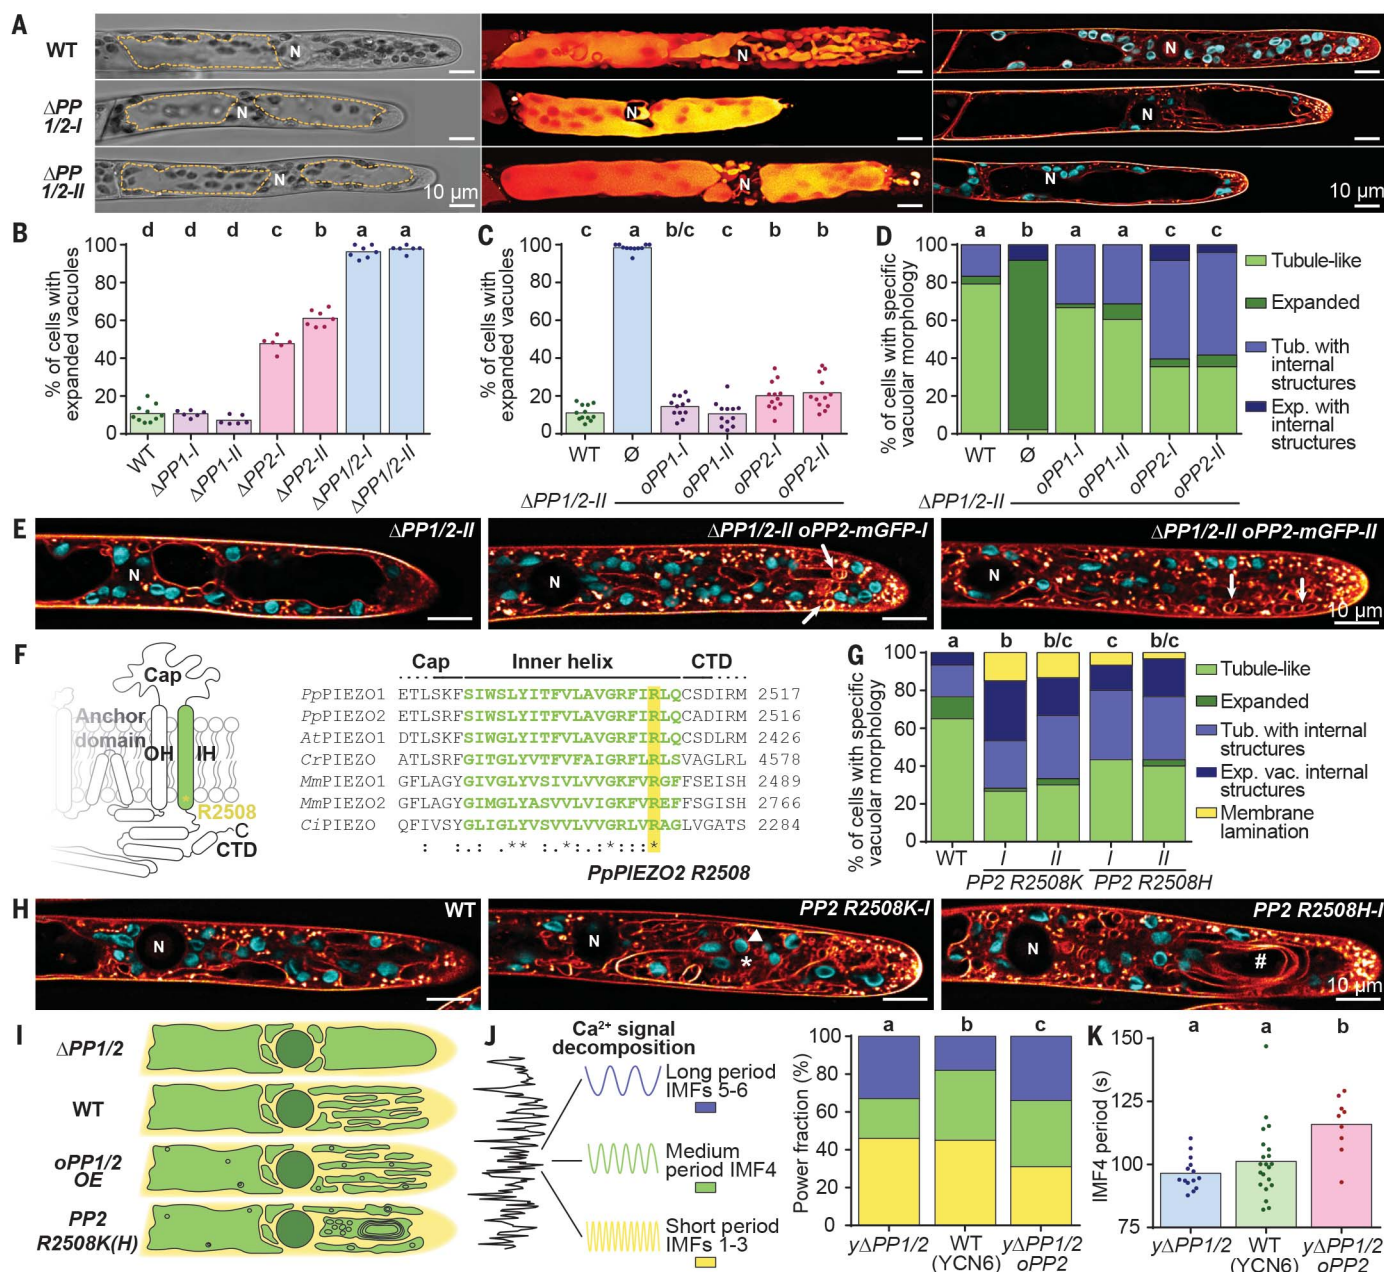 A
WT
N
N
N
ΔPP
1/2-I
N
N
N
ΔPP
1/2-II
N
10 μm
N
10 μm
N
10 μm
B
d d d c b a a
% of cells with
expanded vacuoles
100
80
60
40
20
0
WT
ΔPP1-I
ΔPP1-II
ΔPP2-I
ΔPP2-II
ΔPP1/2-I
ΔPP1/2-II
C
c a b/c c b b
% of cells with
expanded vacuoles
100
80
60
40
20
0
WT
Ø
oPP1-I
oPP1-II
oPP2-I
oPP2-II
ΔPP1/2-II
D
a b a a c c
% of cells with specific
vacuolar morphology
100
80
60
40
20
0
WT
Ø
oPP1-I
oPP1-II
oPP2-I
oPP2-II
ΔPP1/2-II
Tubule-like
Expanded
Tub. with
internal
structures
Exp. with
internal
structures
E
ΔPP1/2-II
N
ΔPP1/2-II oPP2-mGFP-I
N
ΔPP1/2-II oPP2-mGFP-II
N
10 μm
F
Cap
Anchor
domain
OH
IH
R2508
C
CTD
Cap Inner helix CTD
PpPIEZO1 ETLSKFSIWSLYITFVLAVGRFIRLQCSDIRM 2517
PpPIEZO2 ETLSRFSIWSLYITFVLAVGRFIRLQCADIRM 2516
AtPIEZO1 DTLSKFSIWGLYITFVLAVGRFIRLQCSDLRM 2426
CrPIEZO ATLSRFGITGLYVTFVFAIGRFLRLSVAGLRL 4578
MmPIEZO1 GFLAGYGIVGLYVSIVLVVGKFVRGFFSEISH 2489
MmPIEZO2 GFLAGYGIMGLYASVVLVIGKFVREFFSGISH 2766
CiPIEZO QFIVSYGLIGLYVSVVLVVGRLVRAGLVGATS 2284
: :.:.** .:*. :*:::*
PpPIEZO2 R2508
G
a b b/c c b/c
% of cells with specific
vacuolar morphology
100
80
60
40
20
0
WT
I II I II
PP2 R2508K PP2 R2508H
Tubule-like
Expanded
Tub. with internal
structures
Exp. vac. internal
structures
Membrane
lamination
H
WT
N
PP2 R2508K-I
N
*
PP2 R2508H-I
N
#
10 μm
I
ΔPP1/2
WT
oPP1/2
OE
PP2
R2508K(H)
J
Ca²⁺ signal
decomposition
Long period
IMFs 5-6
Medium
period IMF4
Short period
IMFs 1-3
a b c
Power fraction (%)
100
80
60
40
20
0
yΔPP1/2
WT
(YCN6)
yΔPP1/2
oPP2
K
a a b
IMF4 period (s)
150
125
100
75
yΔPP1/2
WT
(YCN6)
yΔPP1/2
oPP2